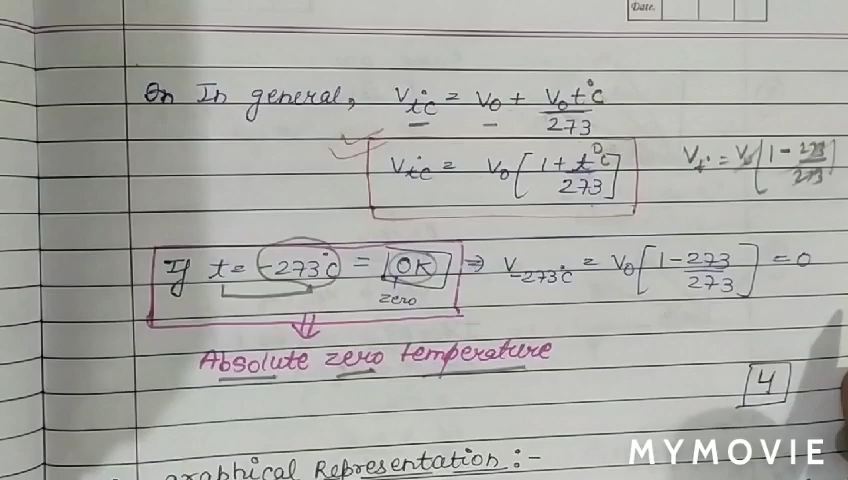 Date.
In general, Vt°c = V0 + V0t°c/273
Vt°c = V0[1+t°c/273]
Vt° = V0[1-273/273]
If t = -273°c = 0K ⇒ V-273°c = V0[1-273/273] = 0
zero
⇓
Absolute zero temperature
4
graphical Representation :-
MYMOVIE